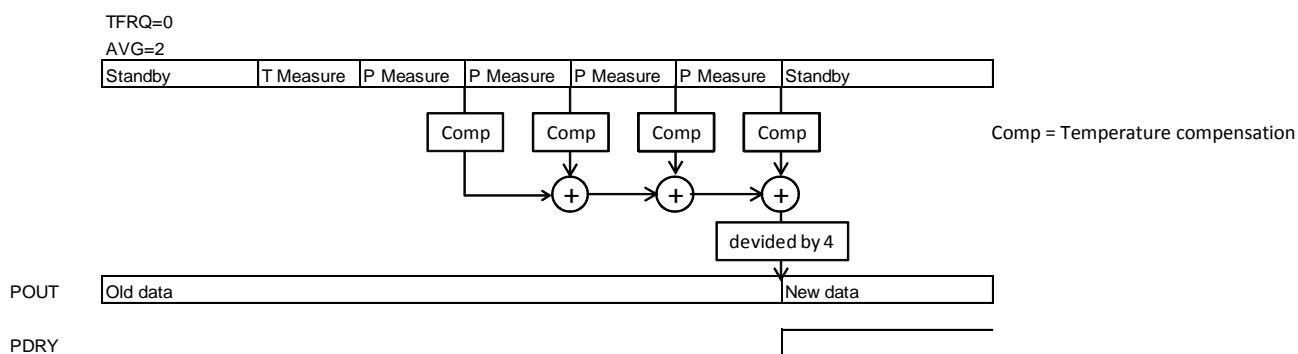 TFRQ=0
AVG=2
Standby T Measure P Measure P Measure P Measure P Measure Standby
Comp Comp Comp Comp Comp = Temperature compensation
+ + +
devided by 4
POUT Old data New data
PDRY